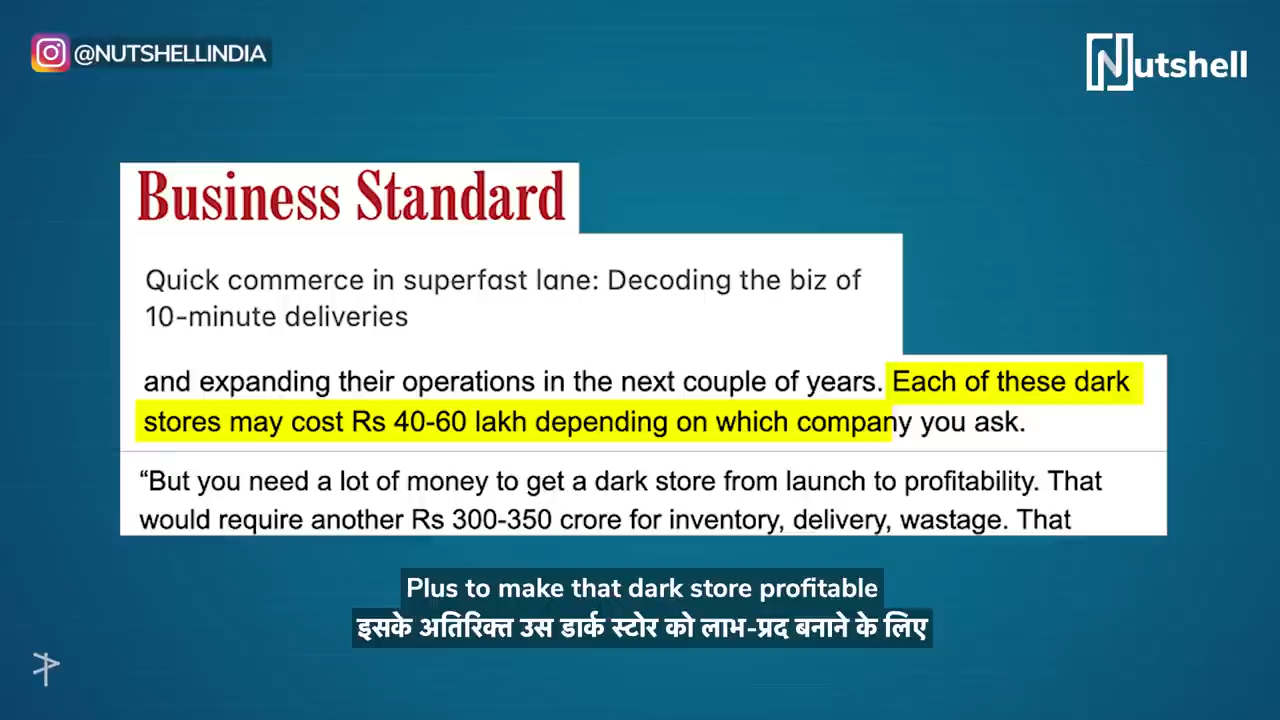 @NUTSHELLINDIA
Nutshell
Business Standard
Quick commerce in superfast lane: Decoding the biz of
10-minute deliveries
and expanding their operations in the next couple of years. Each of these dark
stores may cost Rs 40-60 lakh depending on which company you ask.
“But you need a lot of money to get a dark store from launch to profitability. That
would require another Rs 300-350 crore for inventory, delivery, wastage. That
Plus to make that dark store profitable
इसके अतिरिक्त उस डार्क स्टोर को लाभ-प्रद बनाने के लिए